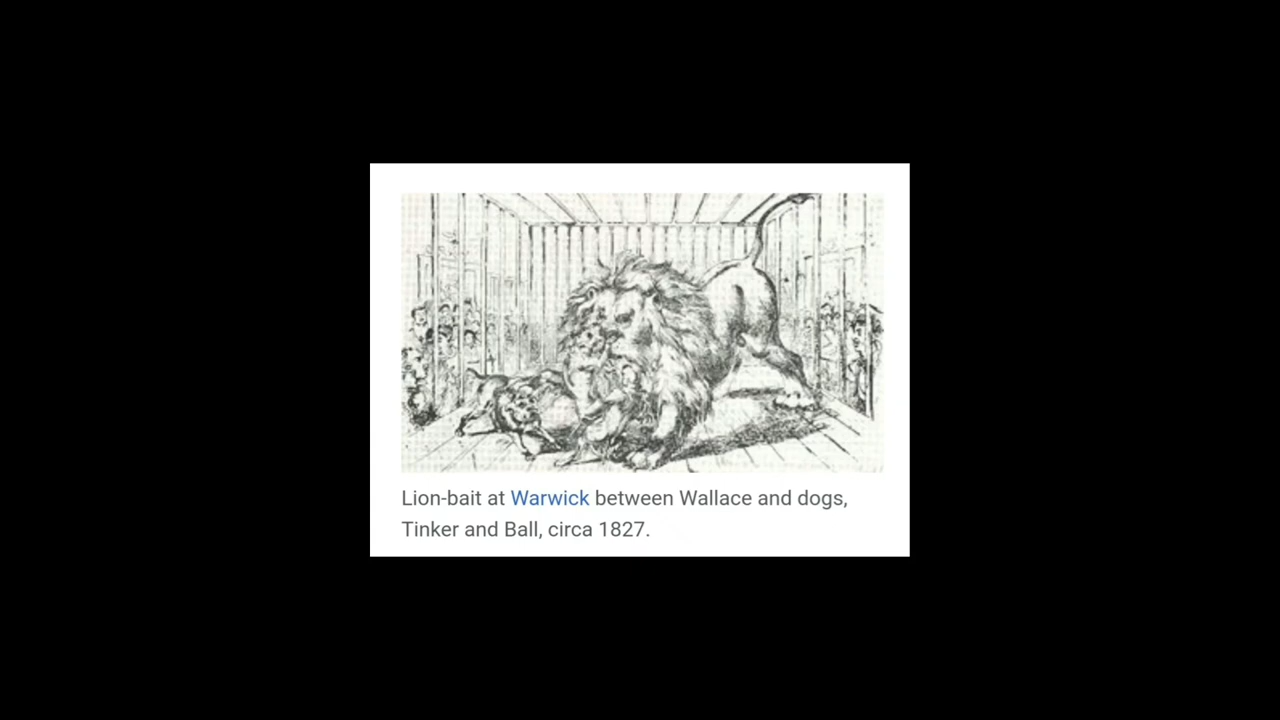 Lion-bait at Warwick between Wallace and dogs,
Tinker and Ball, circa 1827.